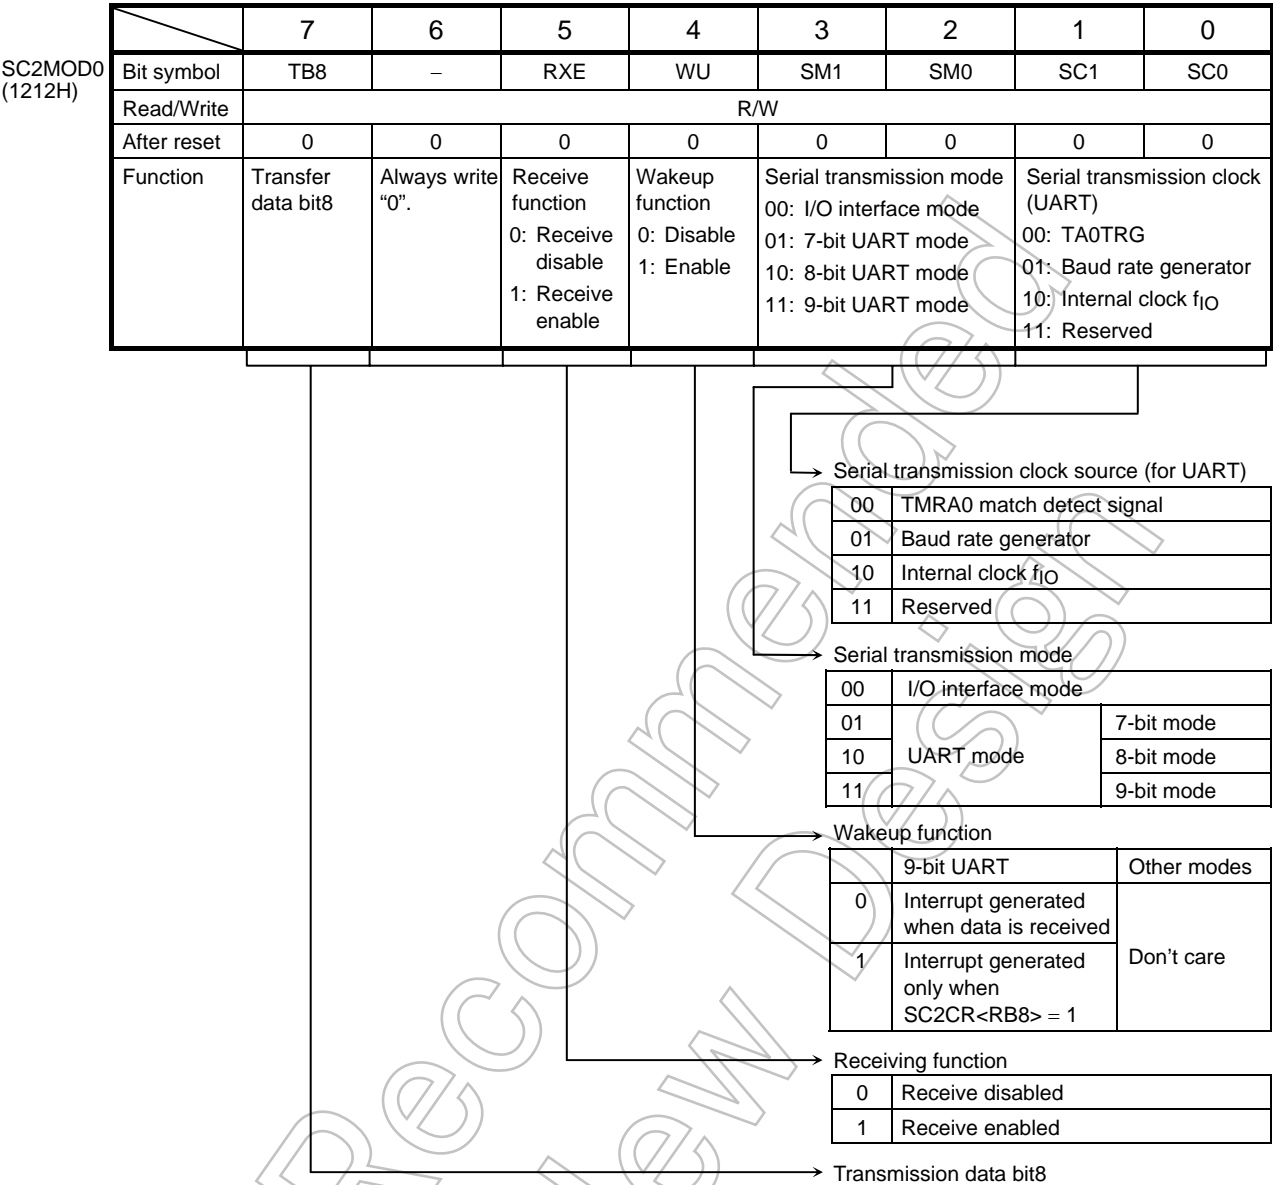 7 6 5 4 3 2 1 0
SC2MOD0
(1212H)
Bit symbol TB8 – RXE WU SM1 SM0 SC1 SC0
Read/Write R/W
After reset 0 0 0 0 0 0 0 0
Function
Transfer
data bit8
Always write
“0”.
Receive
function
0: Receive
disable
1: Receive
enable
Wakeup
function
0: Disable
1: Enable
Serial transmission mode
00: I/O interface mode
01: 7-bit UART mode
10: 8-bit UART mode
11: 9-bit UART mode
Serial transmission clock
(UART)
00: TA0TRG
01: Baud rate generator
10: Internal clock fIO
11: Reserved
Serial transmission clock source (for UART)
00 TMRA0 match detect signal
01 Baud rate generator
10 Internal clock fIO
11 Reserved
Serial transmission mode
00 I/O interface mode
01 7-bit mode
10 UART mode 8-bit mode
11 9-bit mode
Wakeup function
9-bit UART Other modes
0 Interrupt generated
when data is received
1 Interrupt generated
only when
SC2CR<RB8> = 1
Don’t care
Receiving function
0 Receive disabled
1 Receive enabled
Transmission data bit8
Recommended
New Design